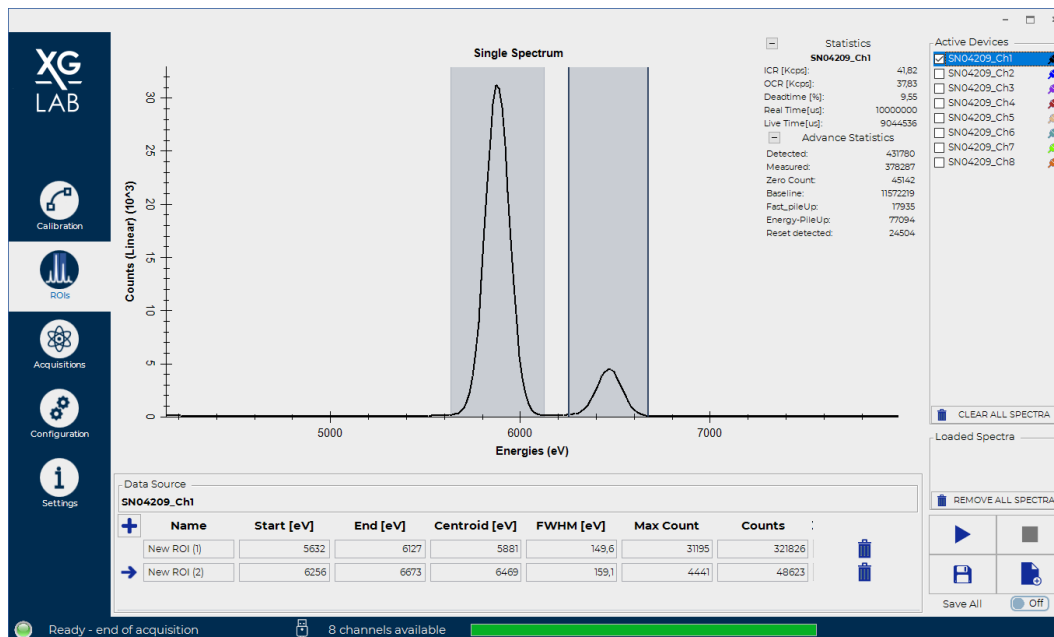 XG
LAB
Calibration
ROIs
Acquisitions
Configuration
Settings
Single Spectrum
Counts (Linear) (10^3)
30
25
20
15
10
5
0
5000 6000 7000
Energies (eV)
Statistics
SN04209_Ch1
ICR [Kcps]: 41,82
OCR [Kcps]: 37,83
Deadtime [%]: 9,55
Real Time[us]: 10000000
Live Time[us]: 9044536
Advance Statistics
Detected: 431780
Measured: 378287
Zero Count: 45142
Baseline: 11572219
Fast_pileUp: 17935
Energy-PileUp: 77094
Reset detected: 24504
Active Devices
SN04209_Ch1
SN04209_Ch2
SN04209_Ch3
SN04209_Ch4
SN04209_Ch5
SN04209_Ch6
SN04209_Ch7
SN04209_Ch8
CLEAR ALL SPECTRA
Loaded Spectra
REMOVE ALL SPECTRA
Save All Off
Data Source
SN04209_Ch1
Name Start [eV] End [eV] Centroid [eV] FWHM [eV] Max Count Counts
New ROI (1) 5632 6127 5881 149,6 31195 321826
New ROI (2) 6256 6673 6469 159,1 4441 48623
Ready - end of acquisition 8 channels available